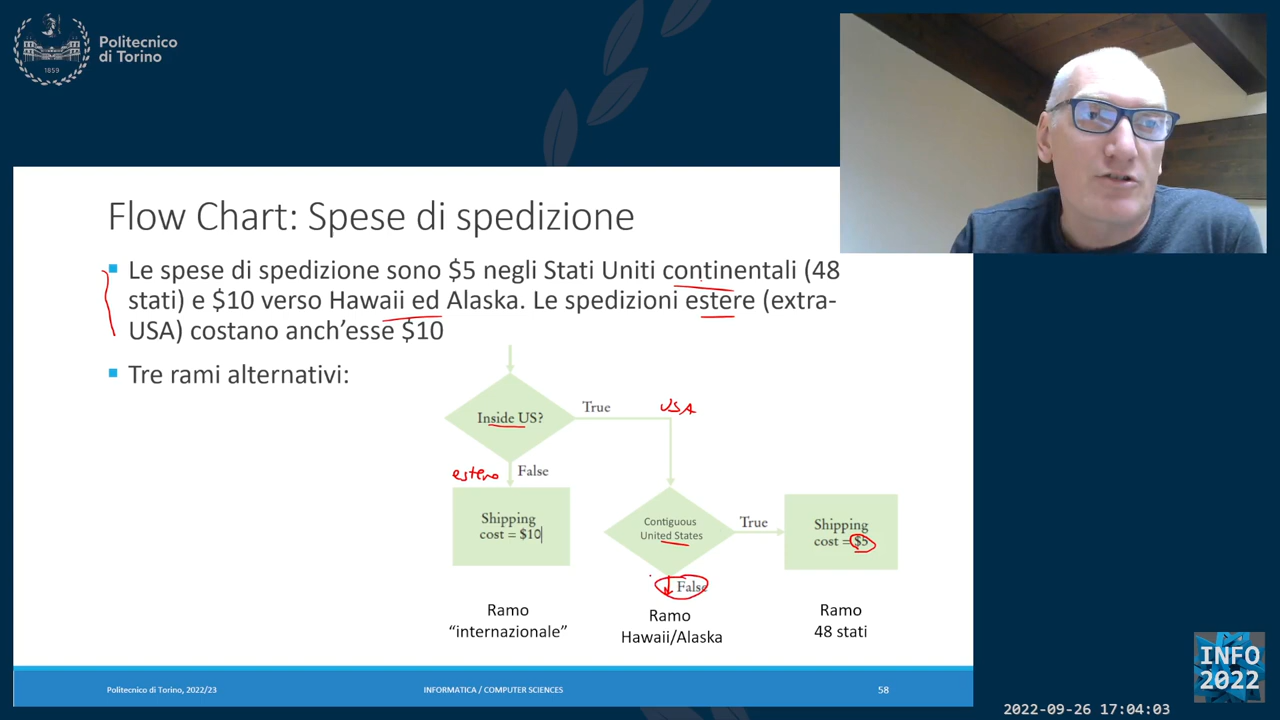 Politecnico
di Torino
1859
Flow Chart: Spese di spedizione
Le spese di spedizione sono $5 negli Stati Uniti continentali (48
stati) e $10 verso Hawaii ed Alaska. Le spedizioni estere (extra-
USA) costano anch'esse $10
Tre rami alternativi:
Inside US?
True
USA
estero
False
Shipping
cost = $10
Contiguous
United States
True
Shipping
cost = $5
False
Ramo
"internazionale"
Ramo
Hawaii/Alaska
Ramo
48 stati
Politecnico di Torino, 2022/23
INFORMATICA / COMPUTER SCIENCES
58
INFO
2022
2022-09-26 17:04:03